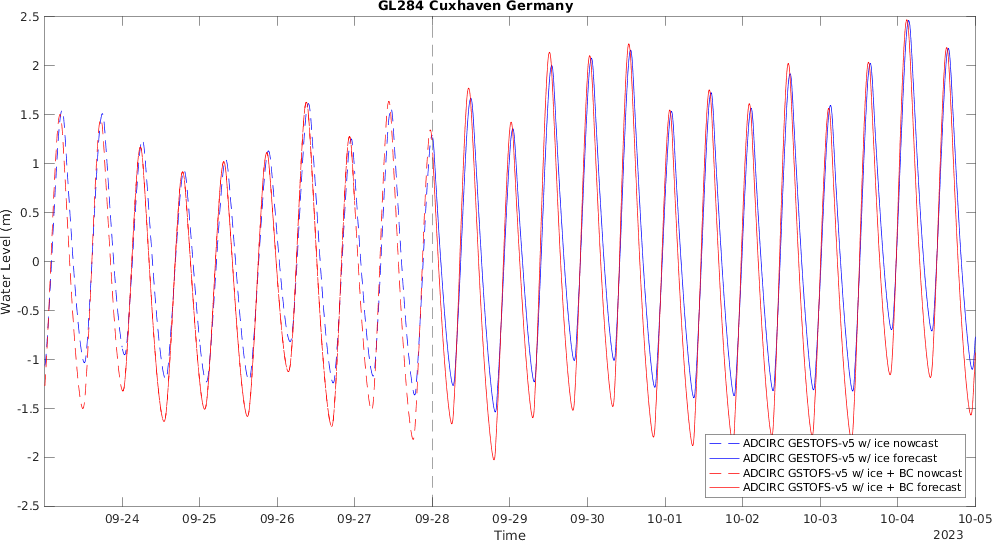 GL284 Cuxhaven Germany
2.5
2
1.5
1
0.5
0
-0.5
-1
-1.5
-2
-2.5
Water Level (m)
ADCIRC GESTOFS-v5 w/ ice nowcast
ADCIRC GESTOFS-v5 w/ ice forecast
ADCIRC GSTOFS-v5 w/ ice + BC nowcast
ADCIRC GSTOFS-v5 w/ ice + BC forecast
09-24 09-25 09-26 09-27 09-28 09-29 09-30 10-01 10-02 10-03 10-04 10-05
Time
2023